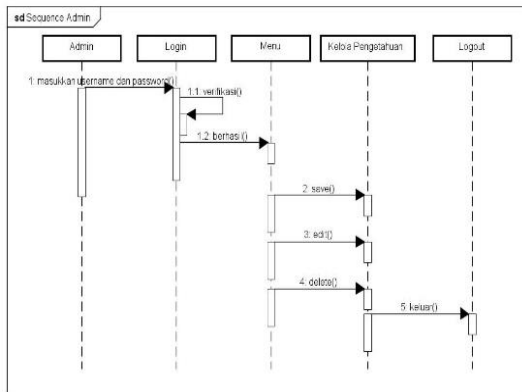 sd Sequence Admin
Admin
Login
Menu
Kelola Pengetahuan
Logout
1: masukkan username dan password()
1.1: verifikasi()
1.2: berhasil()
2: save()
3: edit()
4: delete()
5: keluar()